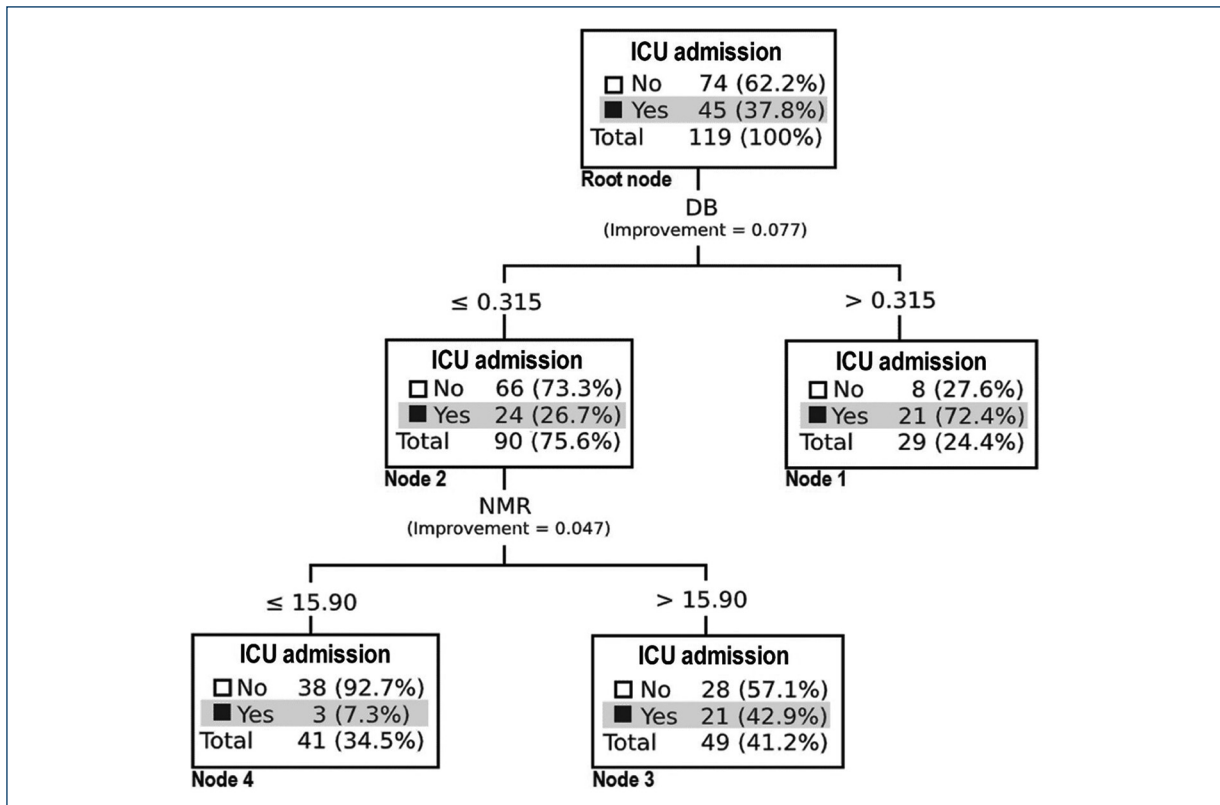 ICU admission
No 74 (62.2%)
Yes 45 (37.8%)
Total 119 (100%)
Root node
DB
(Improvement = 0.077)
≤ 0.315
> 0.315
ICU admission
No 66 (73.3%)
Yes 24 (26.7%)
Total 90 (75.6%)
Node 2
ICU admission
No 8 (27.6%)
Yes 21 (72.4%)
Total 29 (24.4%)
Node 1
NMR
(Improvement = 0.047)
≤ 15.90
> 15.90
ICU admission
No 38 (92.7%)
Yes 3 (7.3%)
Total 41 (34.5%)
Node 4
ICU admission
No 28 (57.1%)
Yes 21 (42.9%)
Total 49 (41.2%)
Node 3